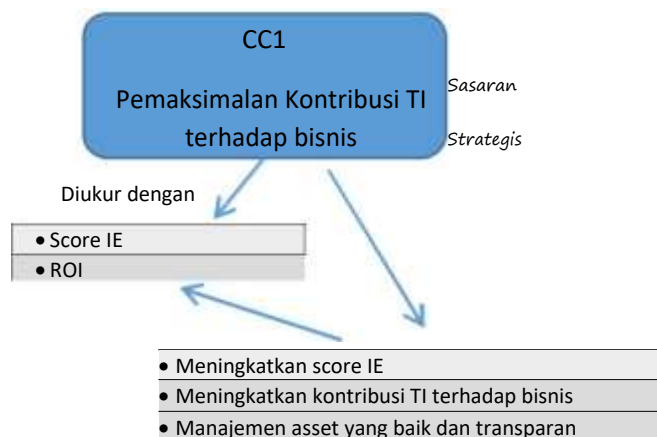 CC1
Pemaksimalan Kontribusi TI
terhadap bisnis
Sasaran
Strategis
Diukur dengan
• Score IE
• ROI
• Meningkatkan score IE
• Meningkatkan kontribusi TI terhadap bisnis
• Manajemen asset yang baik dan transparan